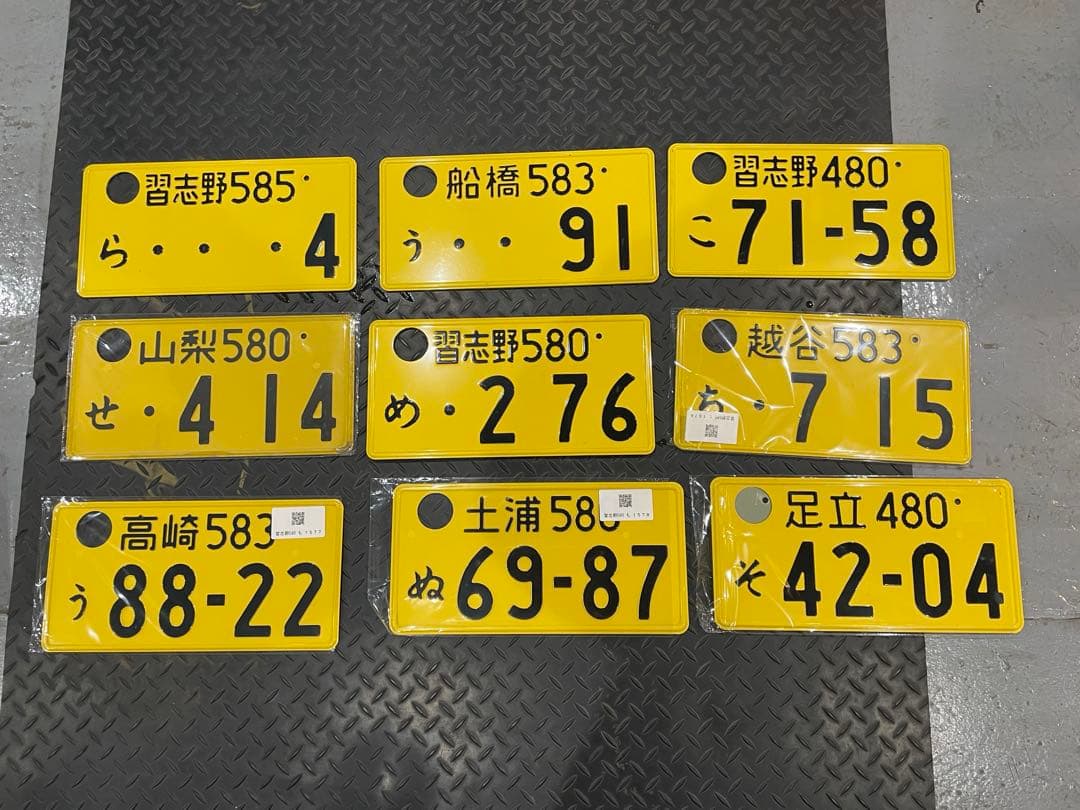 習志野585
ら・・・4
船橋583
う・・91
習志野480
こ71-58
山梨580
せ・414
習志野580
め・276
越谷583
ち・715
高崎583
う88-22
土浦58
ぬ69-87
足立480
そ42-04